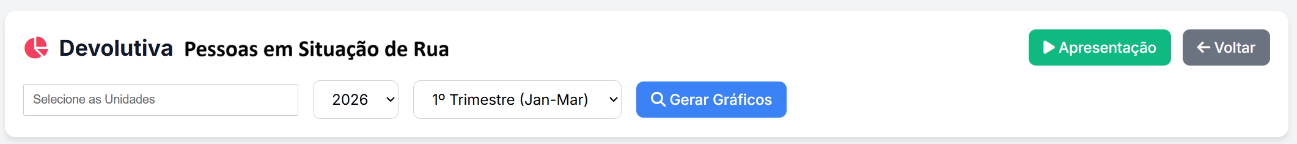 Devolutiva Pessoas em Situação de Rua
Apresentação
Voltar
Selecione as Unidades
2026
1º Trimestre (Jan-Mar)
Gerar Gráficos